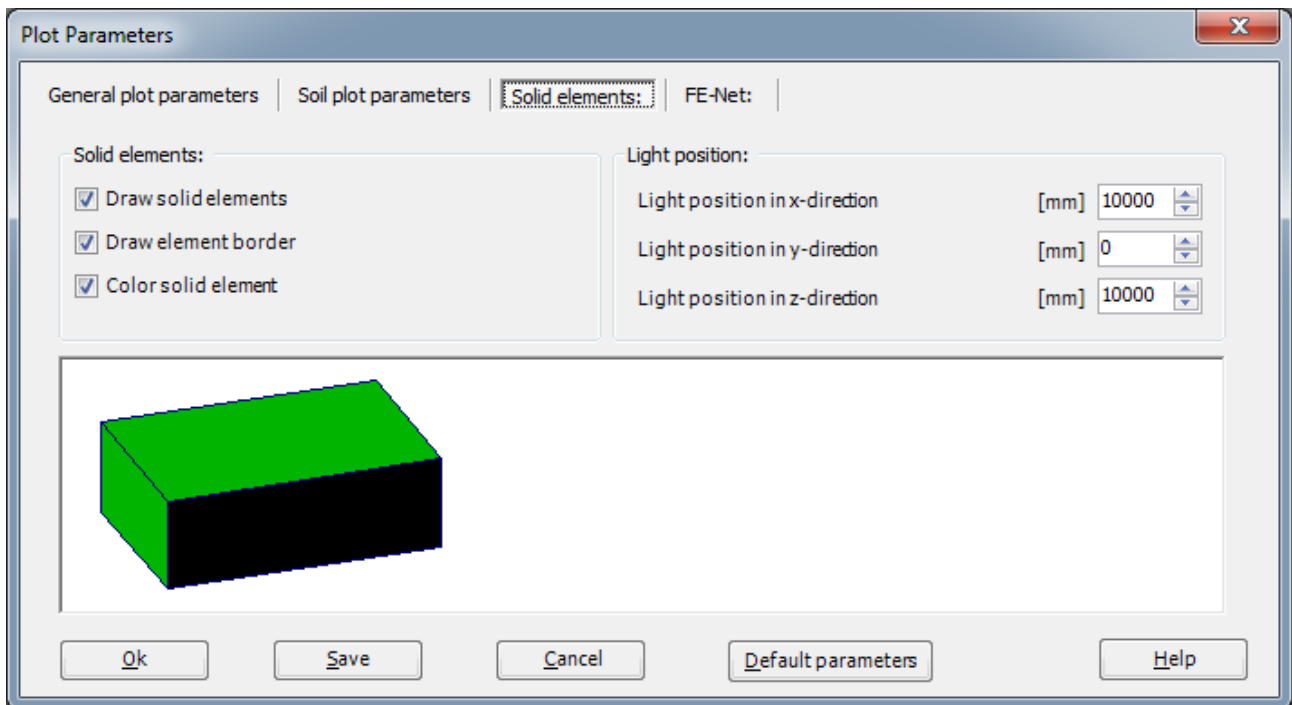 Plot Parameters
General plot parameters Soil plot parameters Solid elements: FE-Net:
Solid elements:
Draw solid elements
Draw element border
Color solid element
Light position:
Light position in x-direction [mm] 10000
Light position in y-direction [mm] 0
Light position in z-direction [mm] 10000
Ok Save Cancel Default parameters Help